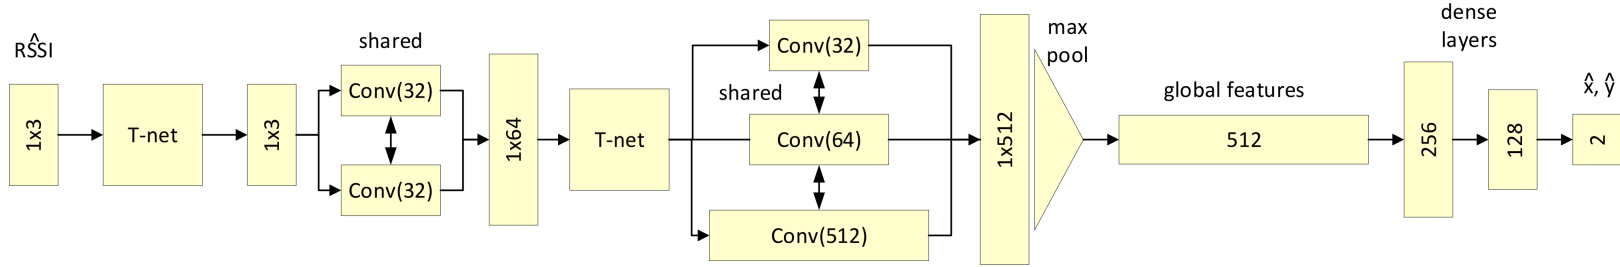 RSŜI
1x3
T-net
1x3
shared
Conv(32)
Conv(32)
1x64
T-net
Conv(32)
shared
Conv(64)
Conv(512)
1x512
max
pool
global features
512
dense
layers
256
128
x̂, ŷ
2